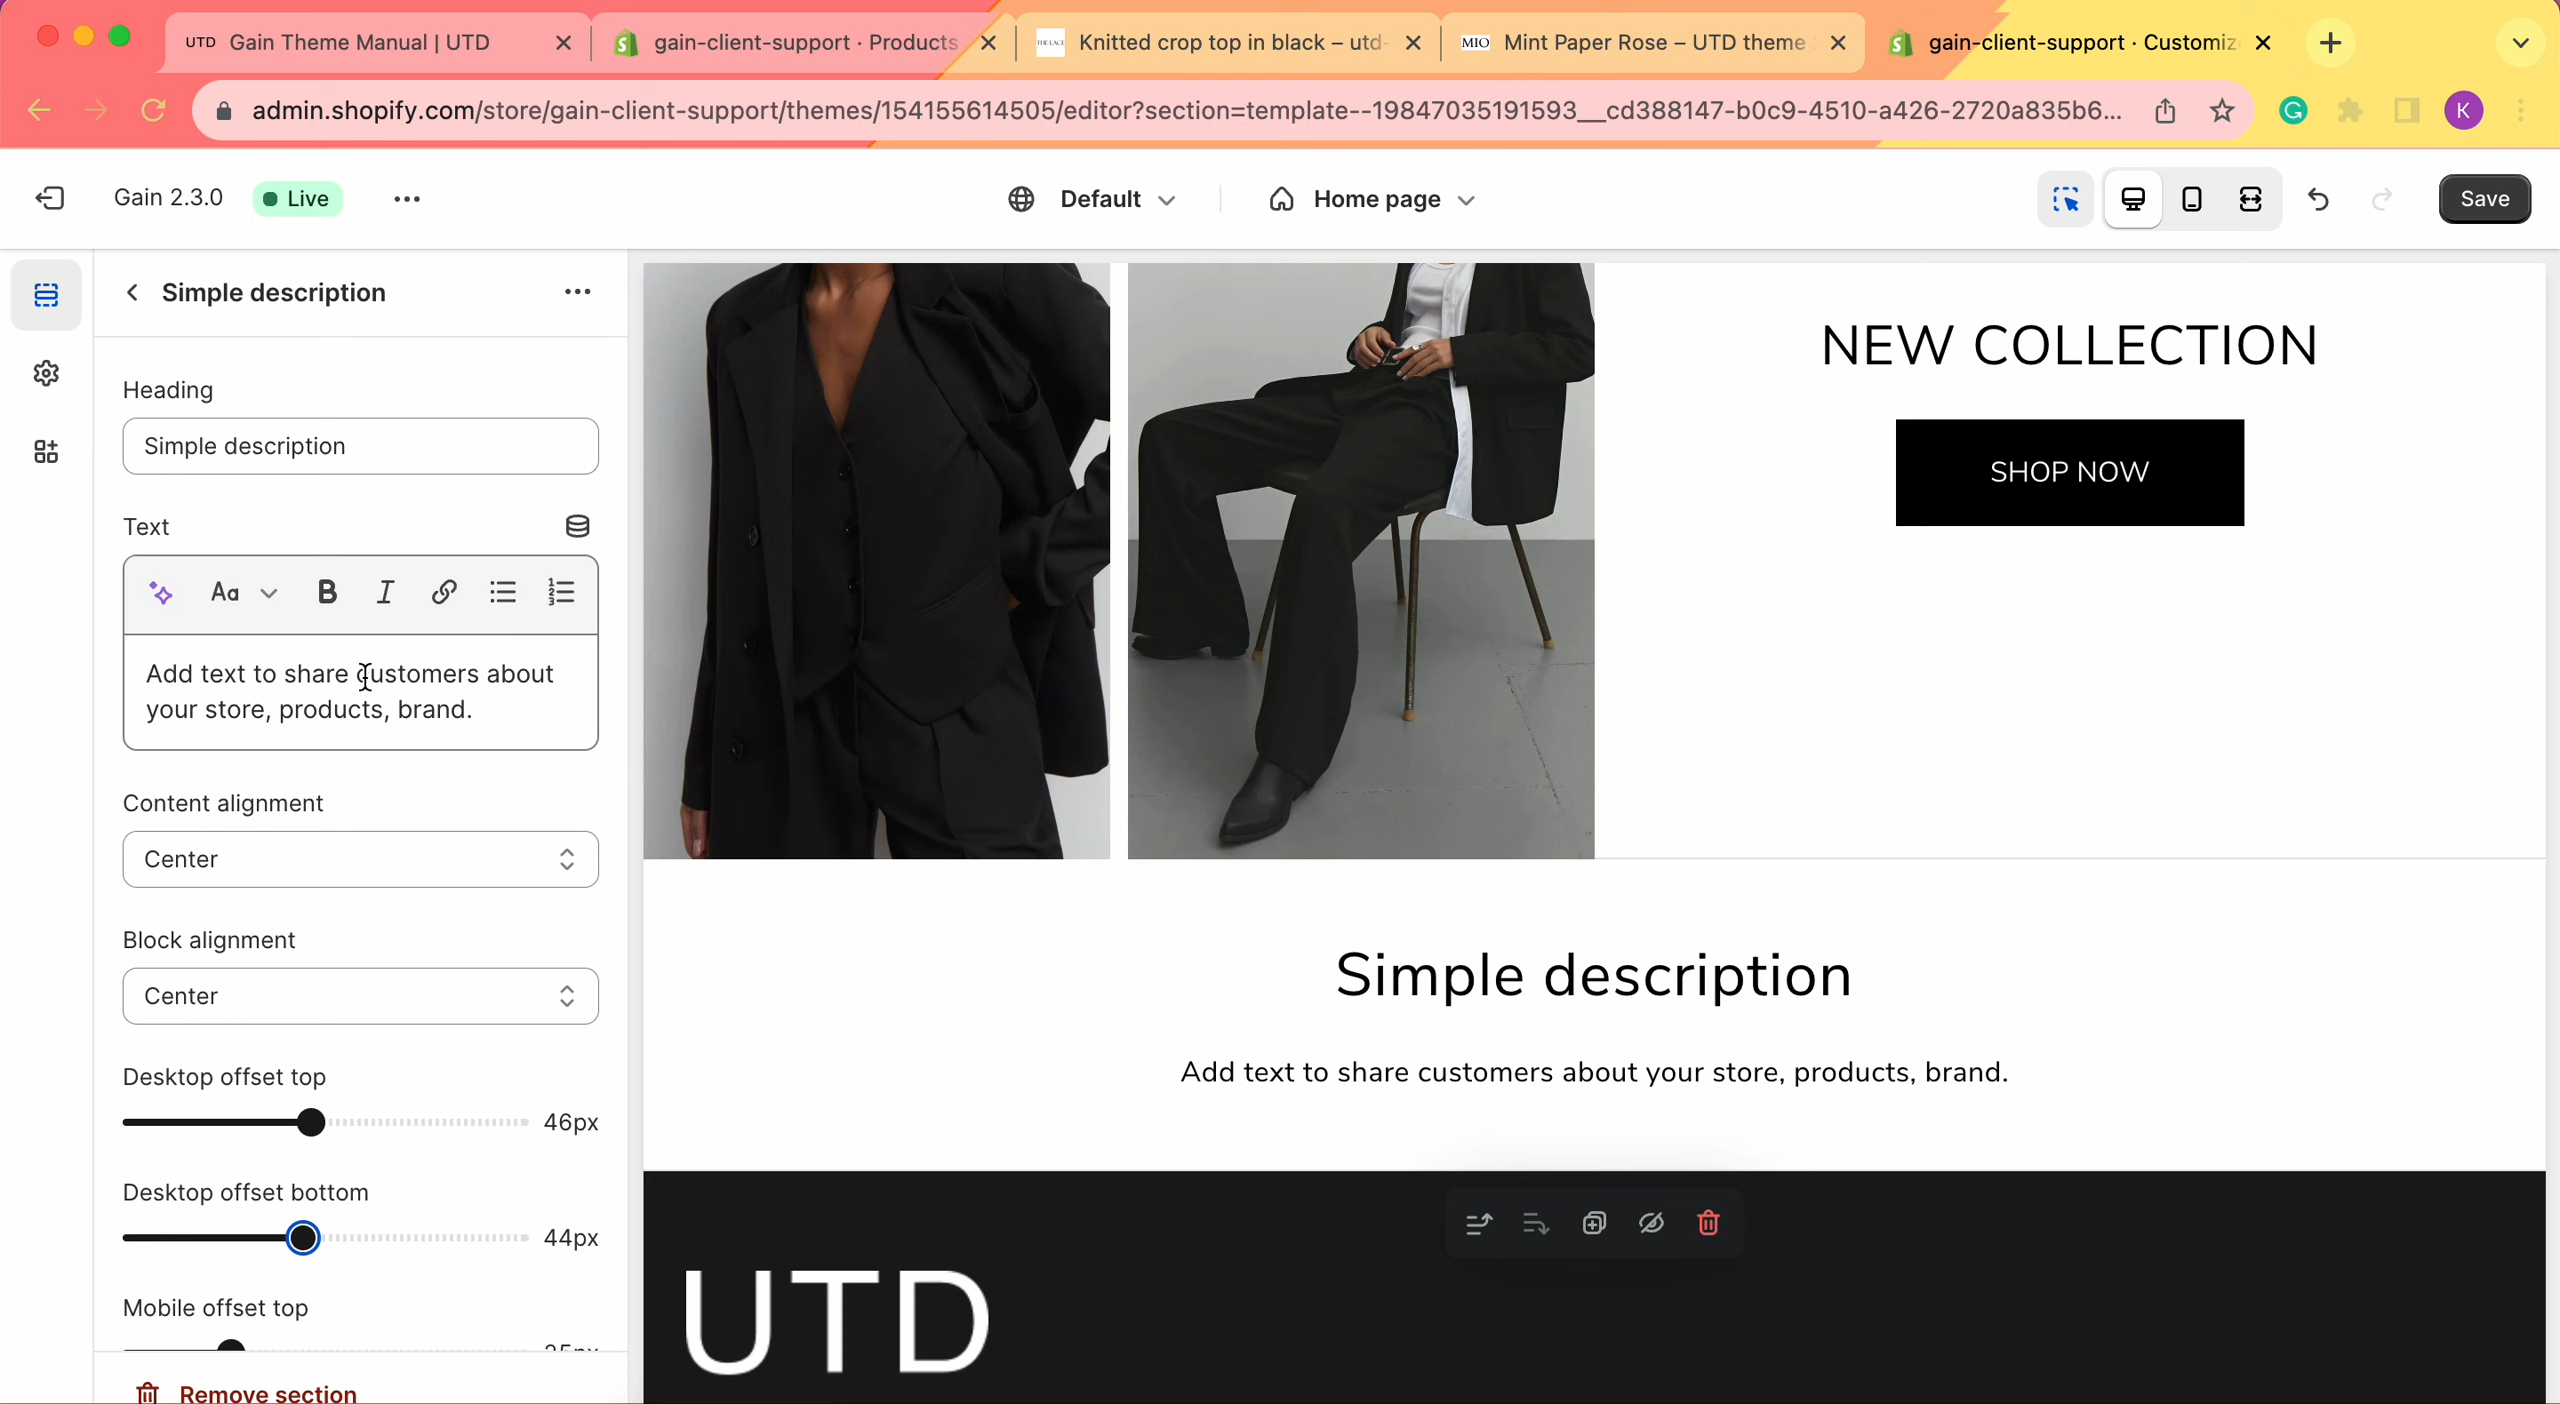 UTD Gain Theme Manual | UTD
gain-client-support · Products
THE LACE Knitted crop top in black – utd-
MIO Mint Paper Rose – UTD theme
gain-client-support · Customiz
admin.shopify.com/store/gain-client-support/themes/154155614505/editor?section=template--19847035191593__cd388147-b0c9-4510-a426-2720a835b6...
K
Gain 2.3.0
Live
Default
Home page
Save
Simple description
Heading
Simple description
Text
Aa
B
I
Add text to share customers about
your store, products, brand.
Content alignment
Center
Block alignment
Center
Desktop offset top
46px
Desktop offset bottom
44px
Mobile offset top
Remove section
NEW COLLECTION
SHOP NOW
Simple description
Add text to share customers about your store, products, brand.
UTD